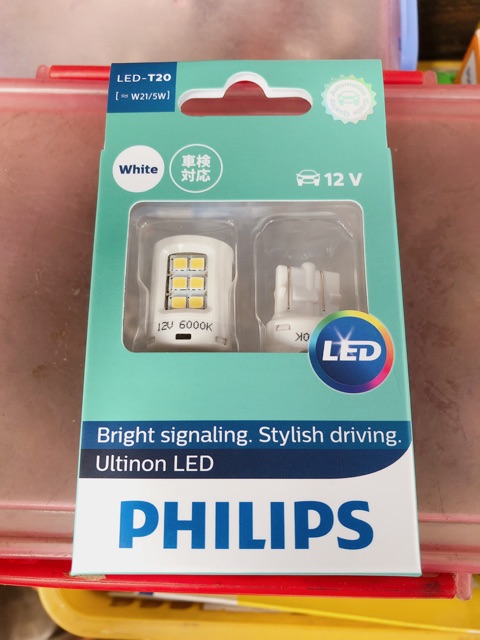 LED-T20
[≈ W21/5W]
White
車検
対応
12 V
12V 6000K
0K
LED
Bright signaling. Stylish driving.
Ultinon LED
PHILIPS